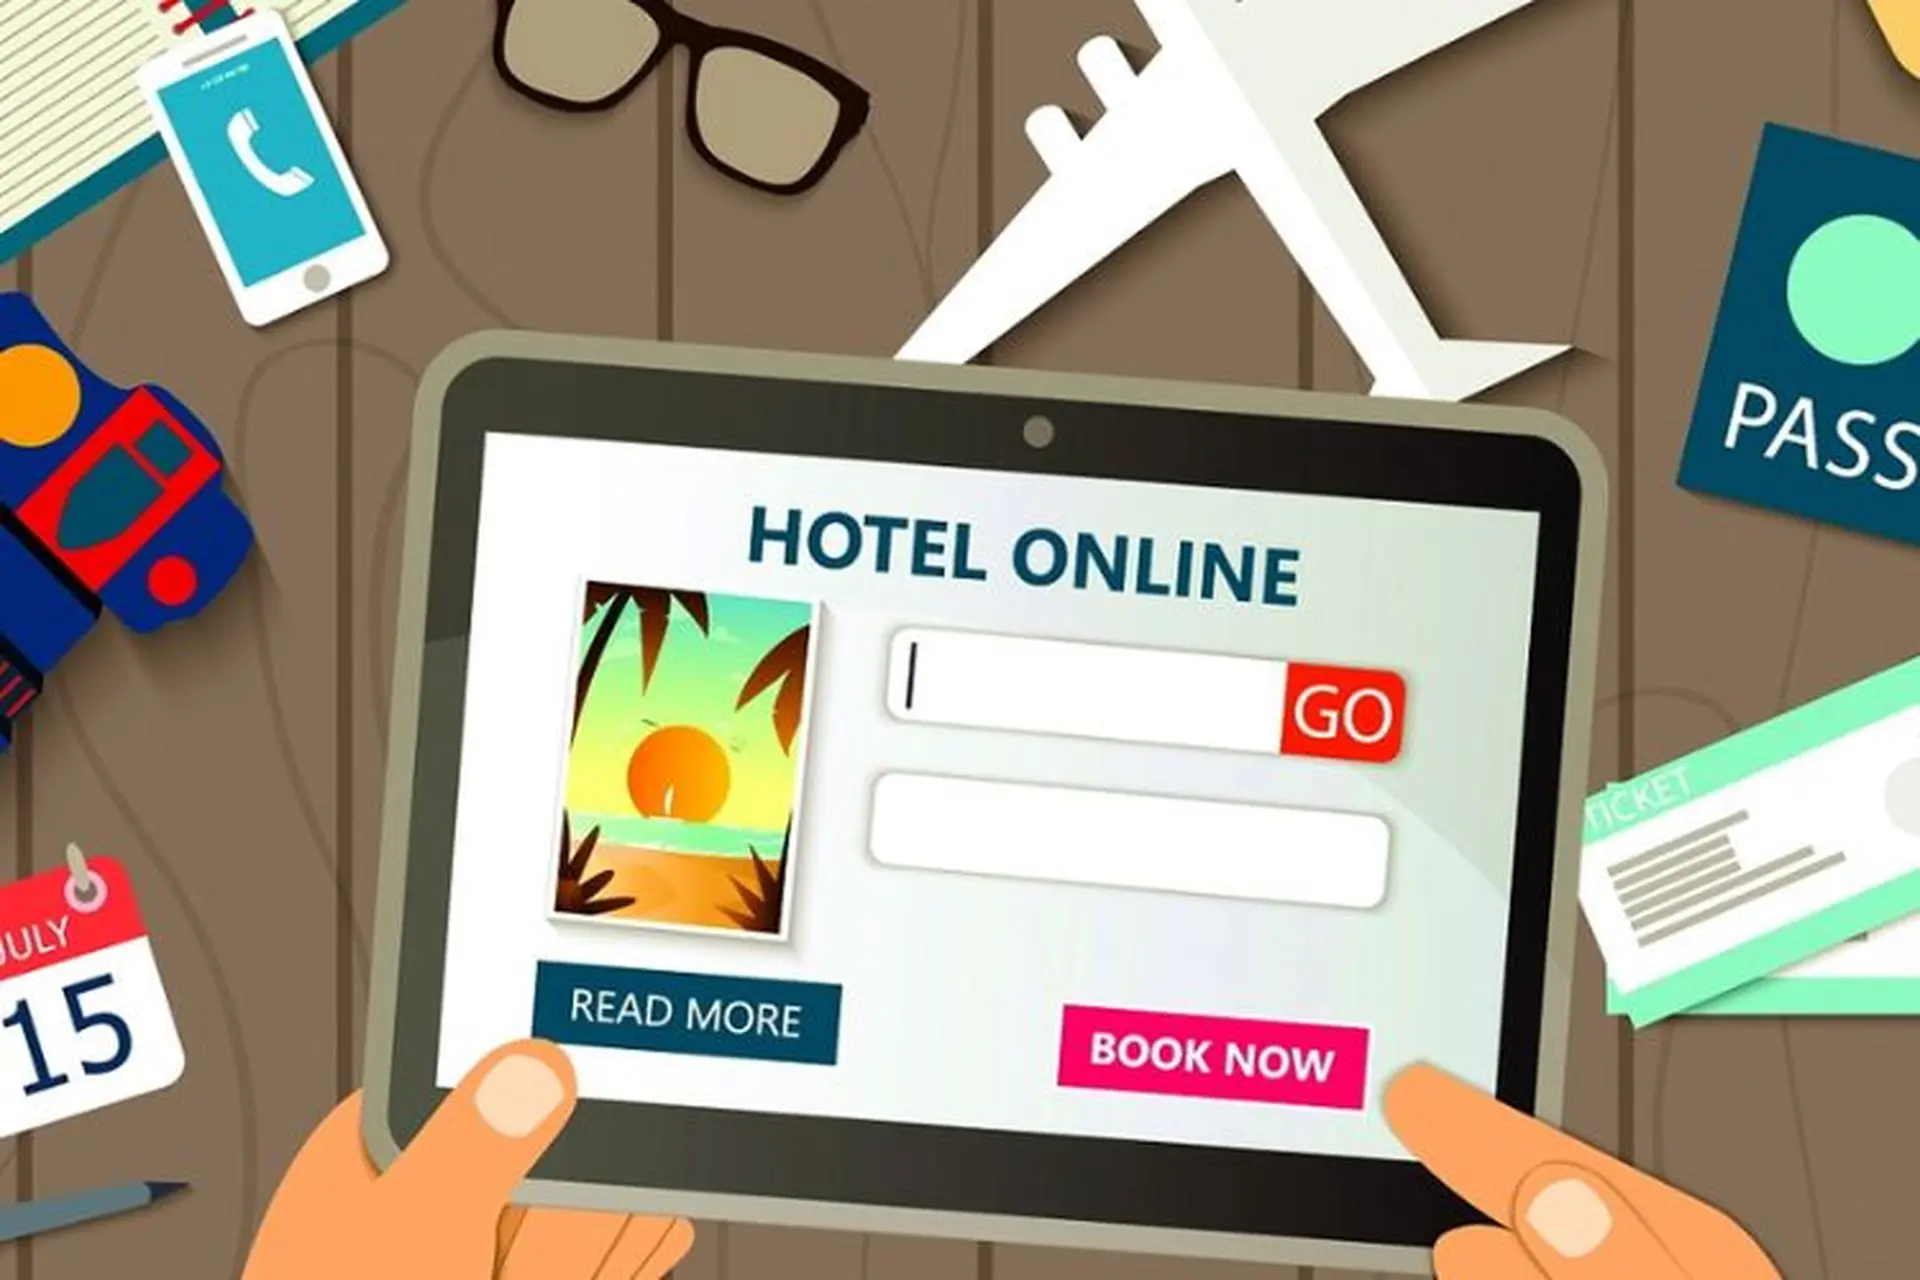 PASS
HOTEL ONLINE
GO
TICKET
JULY
15
READ MORE
BOOK NOW